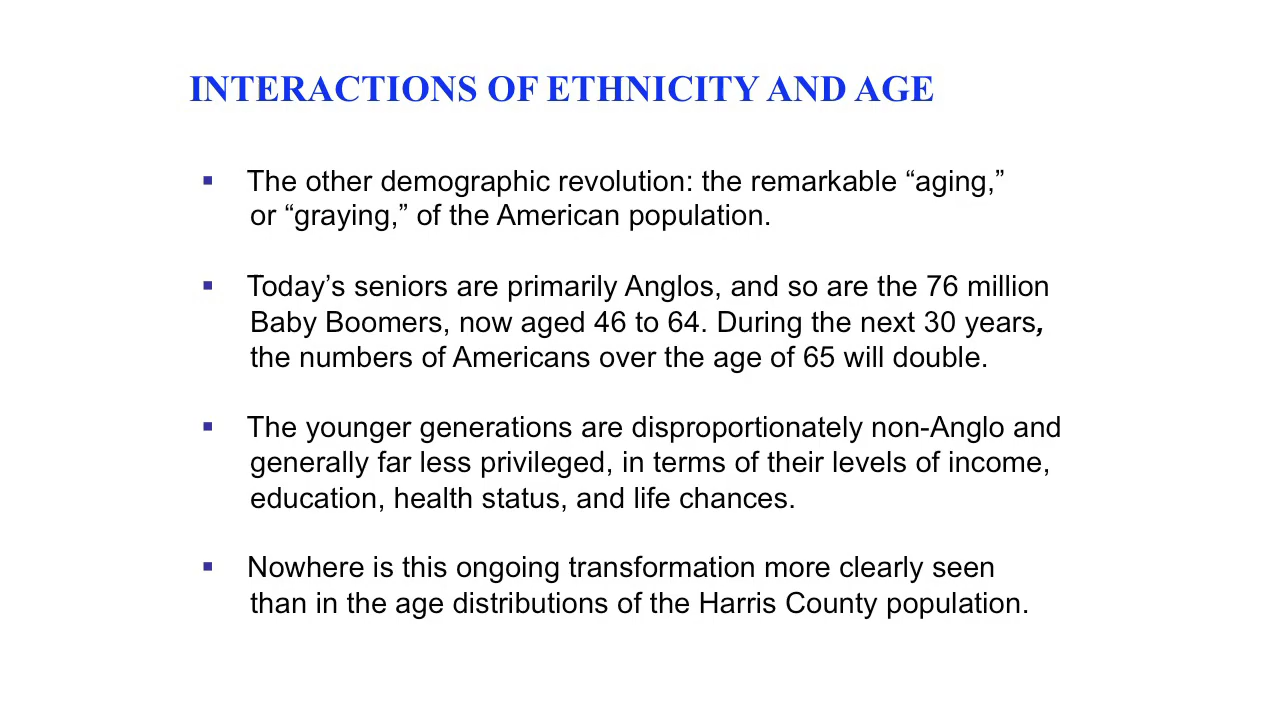 INTERACTIONS OF ETHNICITY AND AGE
▪ The other demographic revolution: the remarkable “aging,”
or “graying,” of the American population.
▪ Today’s seniors are primarily Anglos, and so are the 76 million
Baby Boomers, now aged 46 to 64. During the next 30 years,
the numbers of Americans over the age of 65 will double.
▪ The younger generations are disproportionately non-Anglo and
generally far less privileged, in terms of their levels of income,
education, health status, and life chances.
▪ Nowhere is this ongoing transformation more clearly seen
than in the age distributions of the Harris County population.